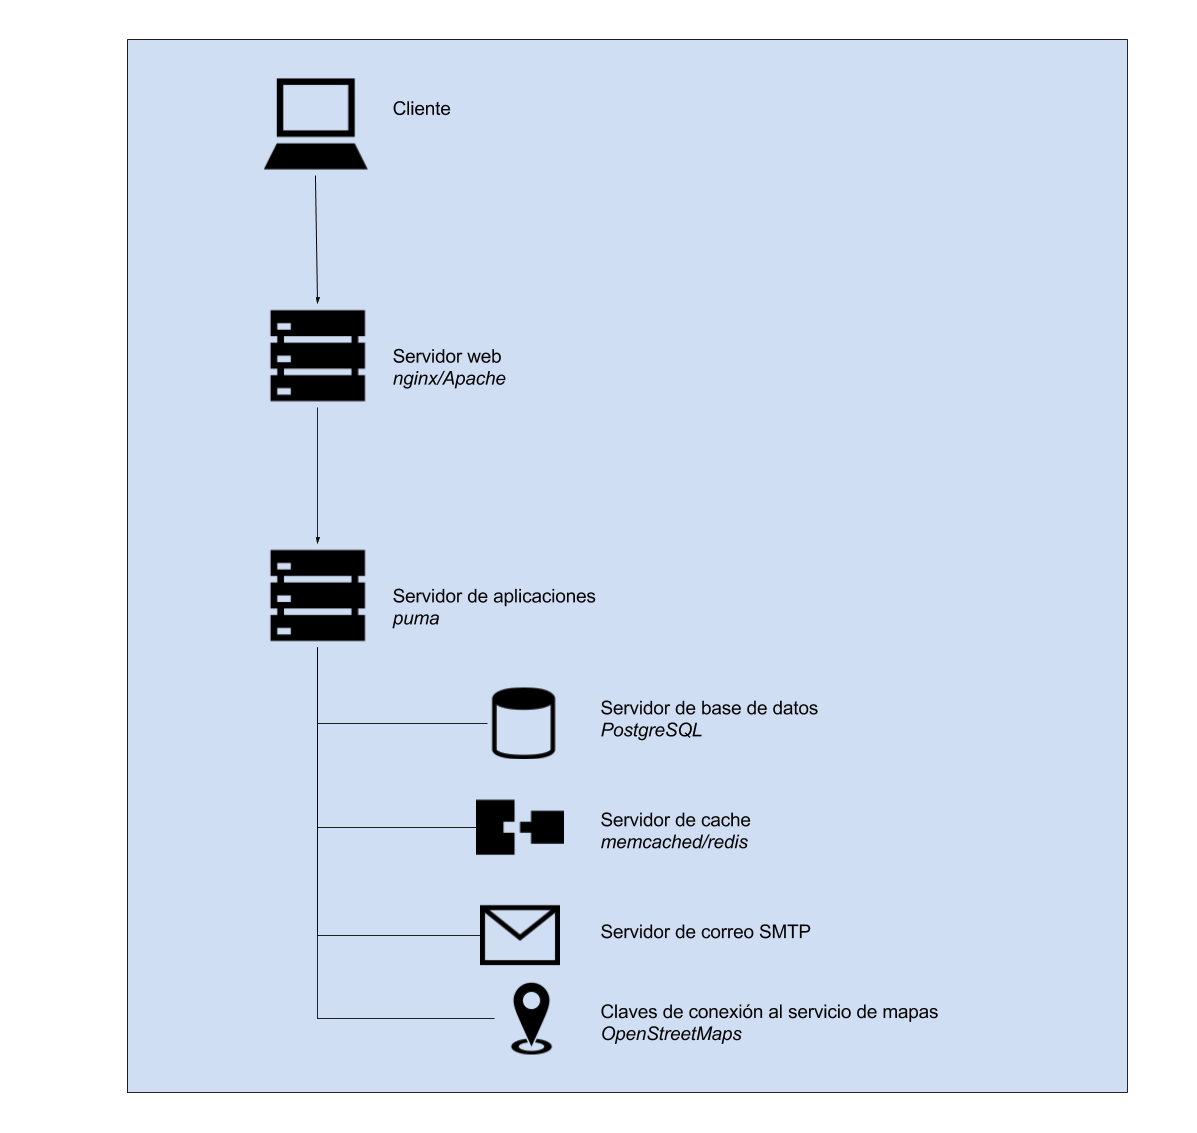 Cliente
Servidor web
nginx/Apache
Servidor de aplicaciones
puma
Servidor de base de datos
PostgreSQL
Servidor de cache
memcached/redis
Servidor de correo SMTP
Claves de conexión al servicio de mapas
OpenStreetMaps